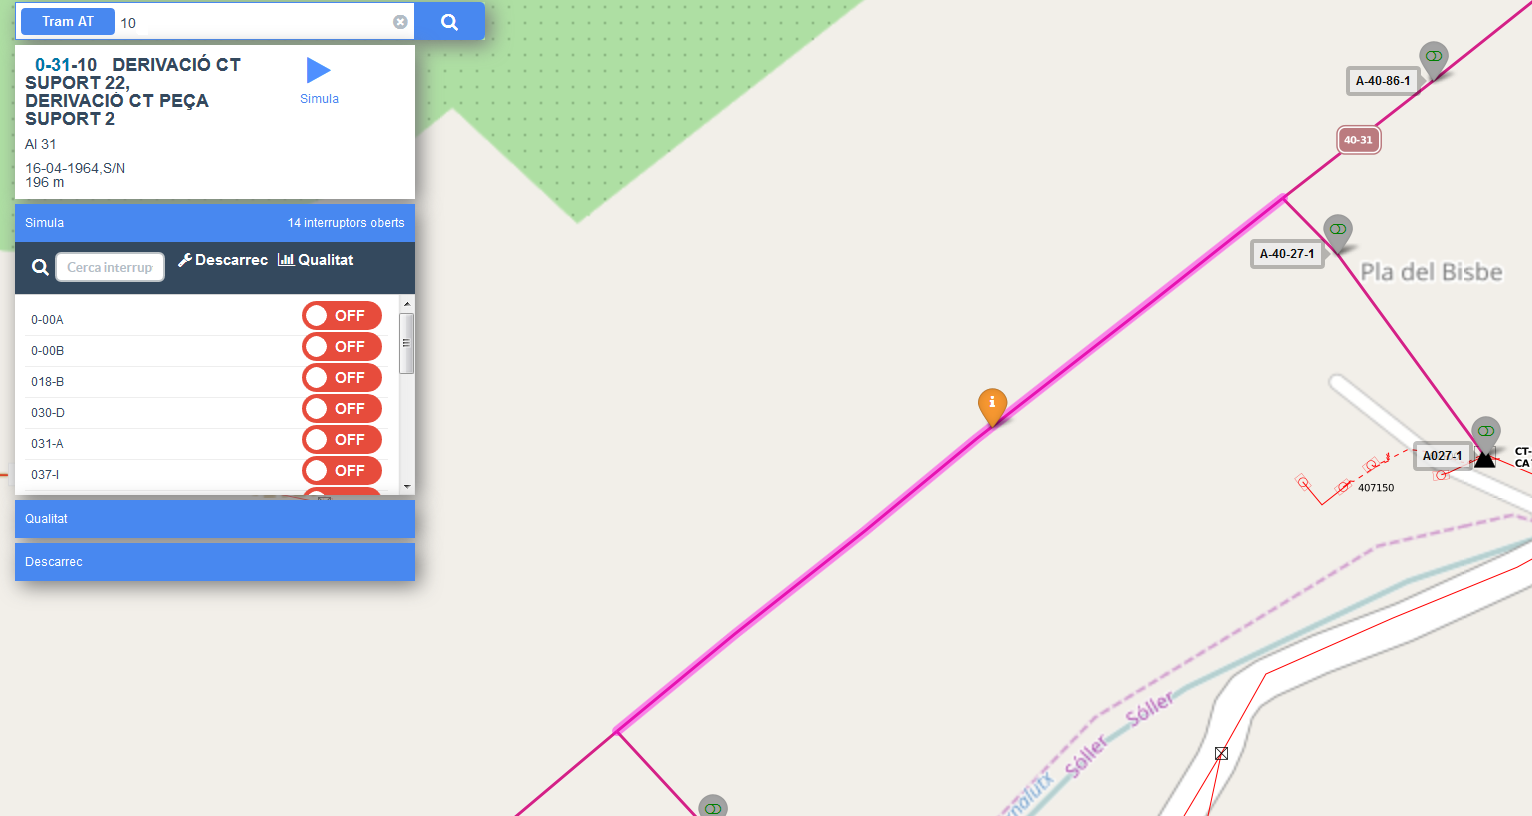 Tram AT 10
0-31-10 DERIVACIÓ CT
SUPORT 22,
DERIVACIÓ CT PEÇA
SUPORT 2
Simula
Al 31
16-04-1964,S/N
196 m
Simula 14 interruptors oberts
Cerca interrup
Descarrec Qualitat
0-00A OFF
0-00B OFF
018-B OFF
030-D OFF
031-A OFF
037-I OFF
Qualitat
Descarrec
A-40-86-1
40-31
A-40-27-1
Pla del Bisbe
A027-1
CT-
CA
407150
Sóller
Sóller